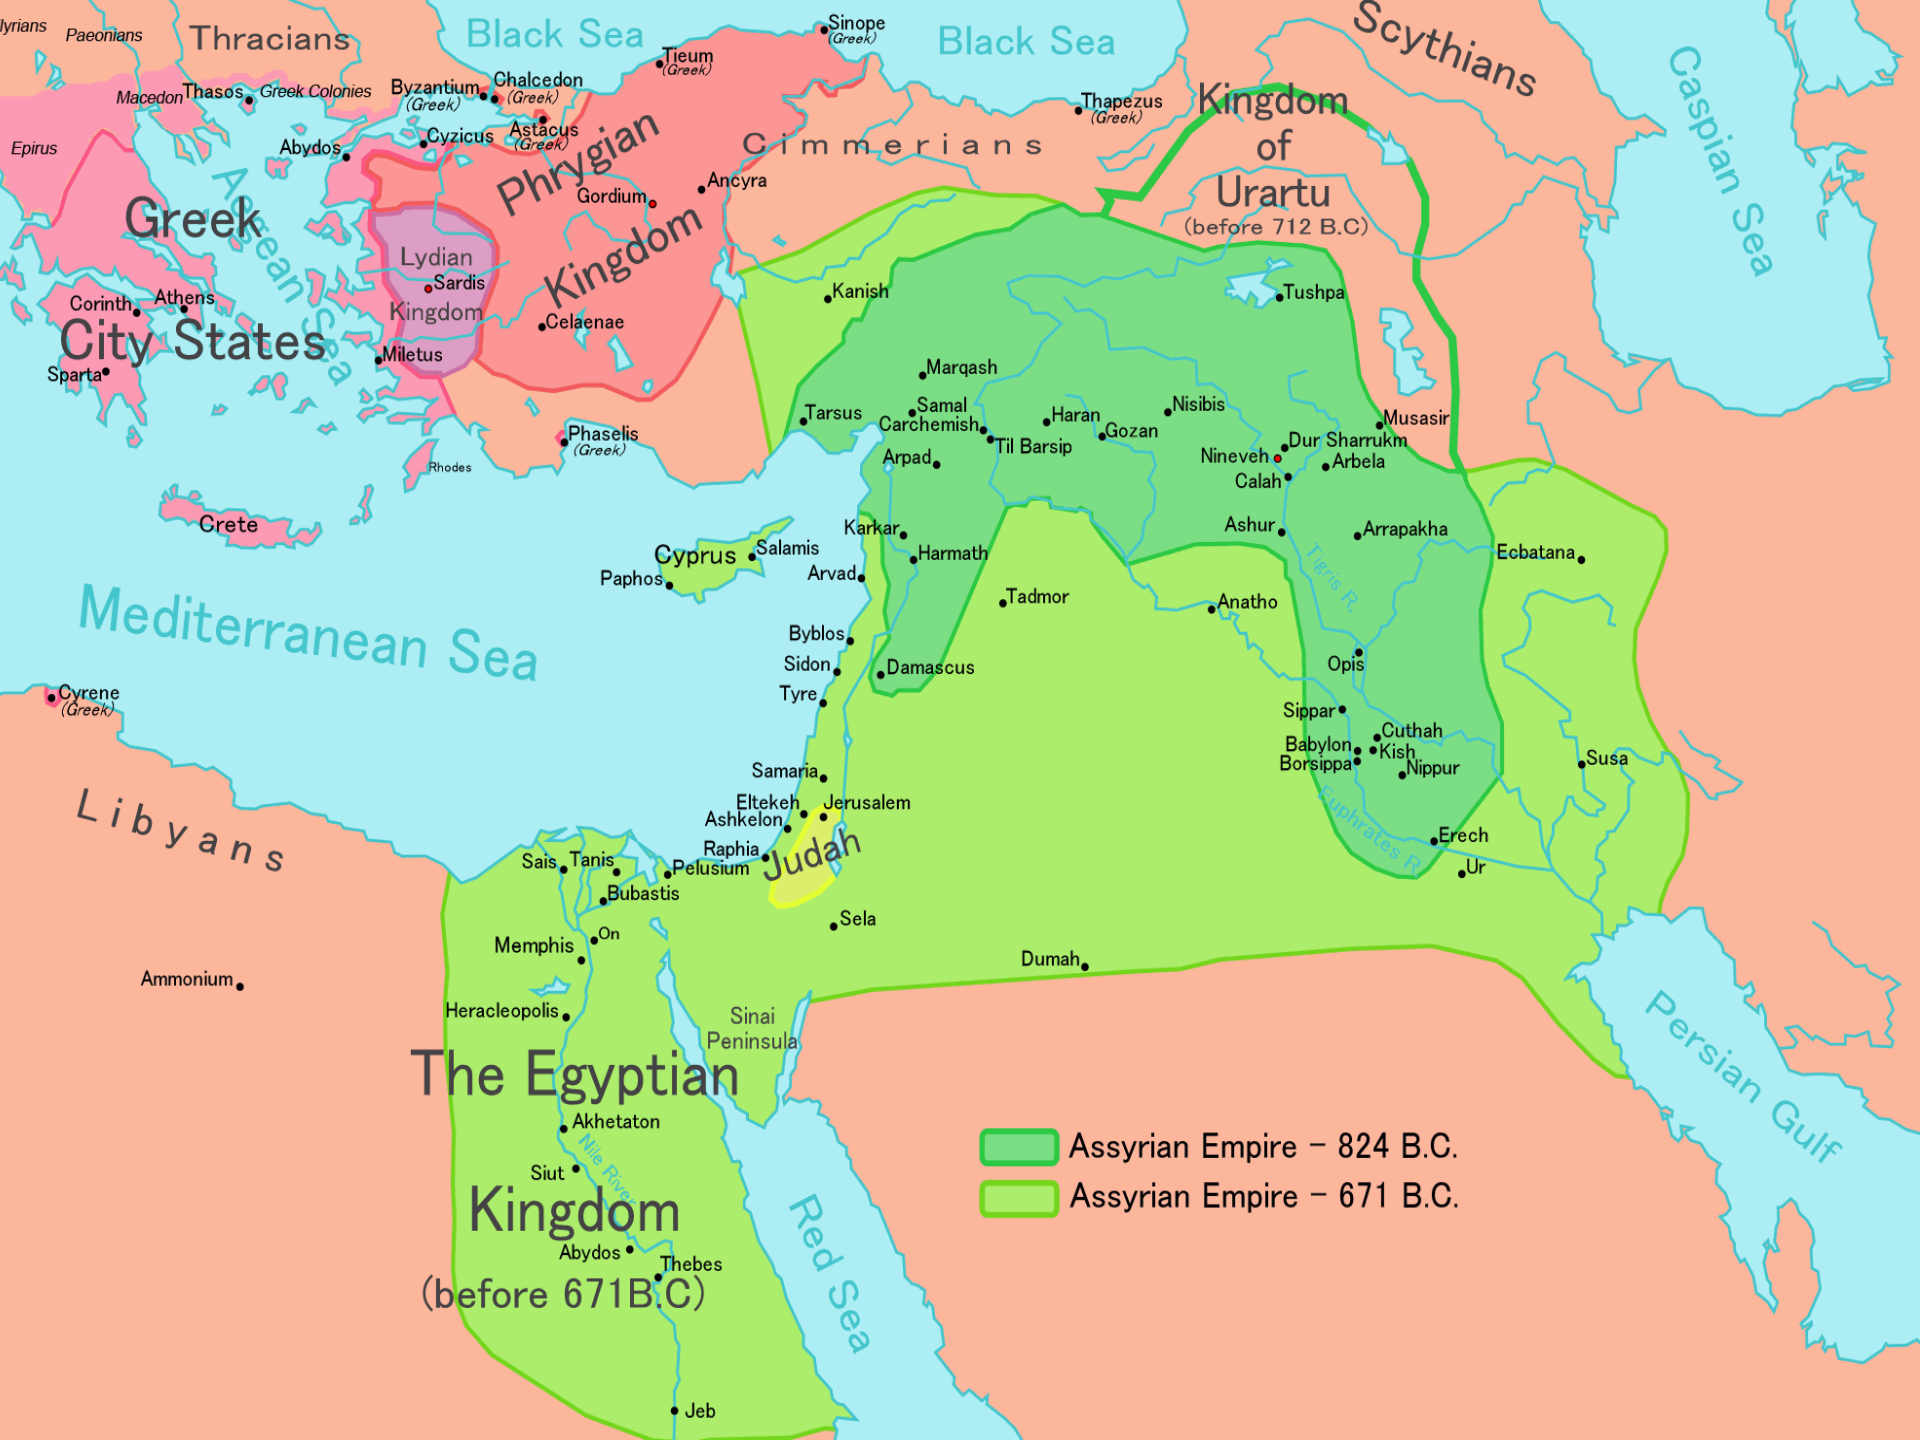 lyrians
Paeonians
Thracians
Black Sea
Sinope
(Greek)
Black Sea
Scythians
Caspian Sea
Tieum
(Greek)
Macedon
Thasos
Greek Colonies
Byzantium
(Greek)
Chalcedon
(Greek)
Astacus
(Greek)
Cyzicus
Abydos
Epirus
Phrygian
Kingdom
Gordium
Ancyra
Cimmerians
Thapezus
(Greek)
Kingdom
of
Urartu
(before 712 B.C)
Greek
City States
Aegean Sea
Lydian
Kingdom
Sardis
Celaenae
Miletus
Corinth
Athens
Sparta
Kanish
Tushpa
Marqash
Tarsus
Samal
Carchemish
Til Barsip
Haran
Gozan
Nisibis
Musasir
Dur Sharrukm
Nineveh
Arbela
Calah
Arpad
Phaselis
(Greek)
Rhodes
Crete
Karkar
Harmath
Ashur
Arrapakha
Ecbatana
Cyprus
Salamis
Paphos
Arvad
Tadmor
Anatho
Tigris R.
Mediterranean Sea
Byblos
Sidon
Tyre
Damascus
Opis
Cyrene
(Greek)
Sippar
Cuthah
Babylon
Kish
Borsippa
Nippur
Susa
Samaria
Eltekeh
Jerusalem
Ashkelon
Raphia
Judah
Euphrates R.
Erech
Ur
Libyans
Sais
Tanis
Pelusium
Bubastis
On
Memphis
Sela
Dumah
Ammonium
Heracleopolis
Sinai
Peninsula
Persian Gulf
The Egyptian
Kingdom
(before 671B.C)
Akhetaton
Nile River
Siut
Abydos
Thebes
Jeb
Red Sea
Assyrian Empire - 824 B.C.
Assyrian Empire - 671 B.C.